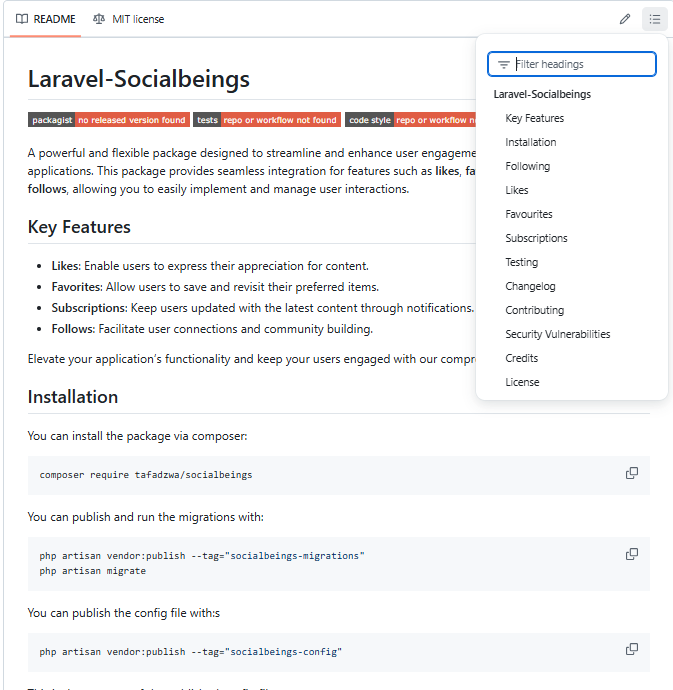 README
MIT license
Filter headings
Laravel-Socialbeings
Key Features
Installation
Following
Likes
Favourites
Subscriptions
Testing
Changelog
Contributing
Security Vulnerabilities
Credits
License
Laravel-Socialbeings
packagist no released version found
tests repo or workflow not found
code style repo or workflow
A powerful and flexible package designed to streamline and enhance user
applications. This package provides seamless integration for features such as likes,
follows, allowing you to easily implement and manage user interactions.
Key Features
• Likes: Enable users to express their appreciation for content.
• Favorites: Allow users to save and revisit their preferred items.
• Subscriptions: Keep users updated with the latest content through notifications.
• Follows: Facilitate user connections and community building.
Elevate your application's functionality and keep your users engaged with our
Installation
You can install the package via composer:
composer require tafadzwa/socialbeings
You can publish and run the migrations with:
php artisan vendor:publish --tag="socialbeings-migrations"
php artisan migrate
You can publish the config file with:s
php artisan vendor:publish --tag="socialbeings-config"